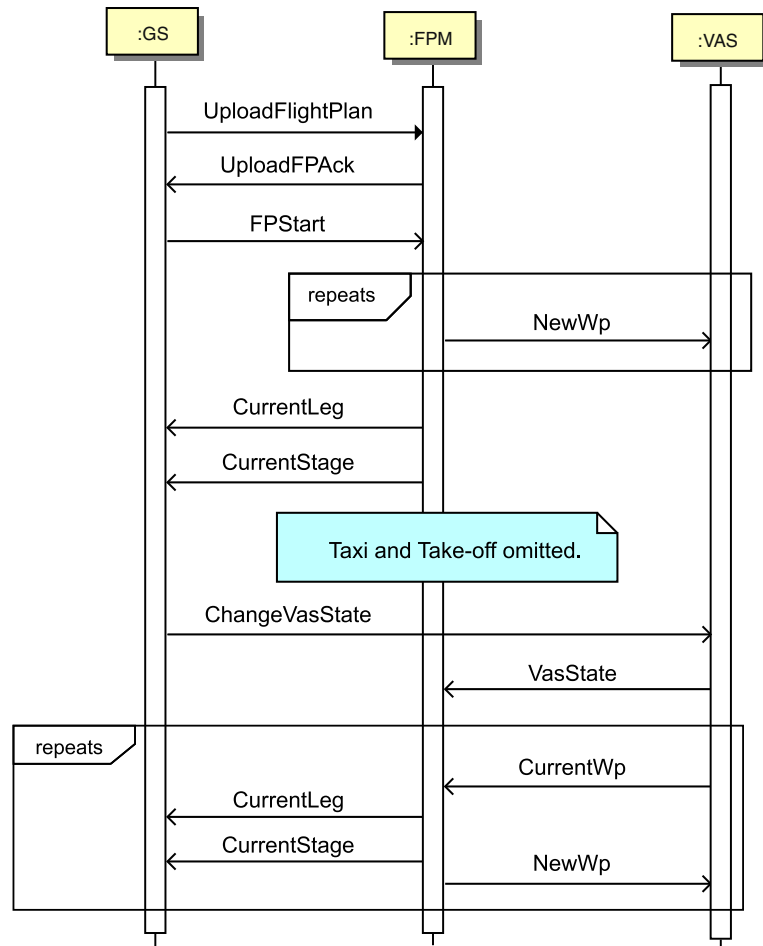 :GS
:FPM
:VAS
UploadFlightPlan
UploadFPAck
FPStart
repeats
NewWp
CurrentLeg
CurrentStage
Taxi and Take-off omitted.
ChangeVasState
VasState
repeats
CurrentWp
CurrentLeg
CurrentStage
NewWp